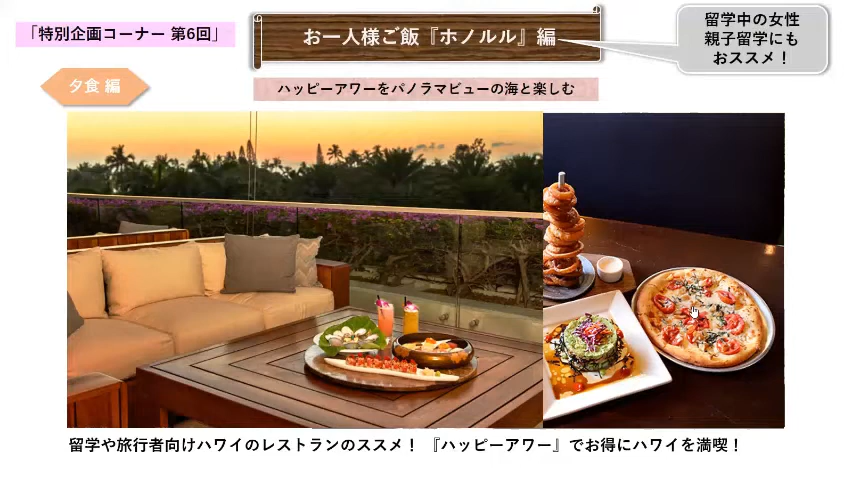 「特別企画コーナー 第6回」
お一人様ご飯『ホノルル』編
留学中の女性
親子留学にも
おススメ！
夕食 編
ハッピーアワーをパノラマビューの海と楽しむ
留学や旅行者向けハワイのレストランのススメ！ 『ハッピーアワー』でお得にハワイを満喫！